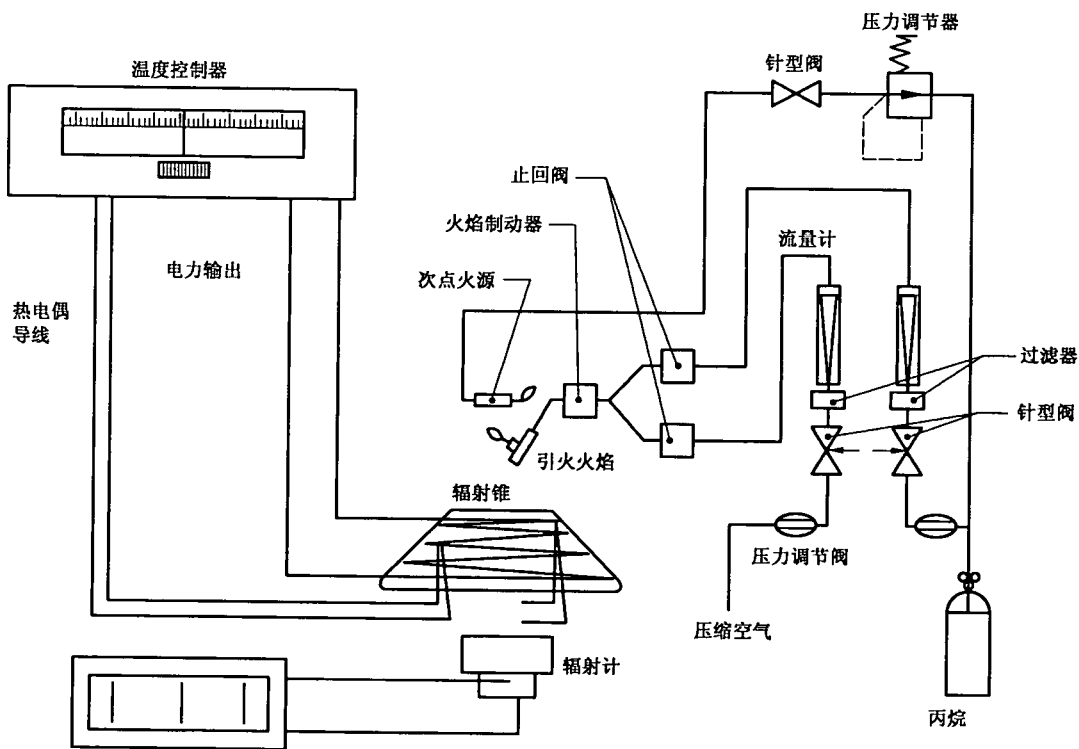 压力调节器
针型阀
温度控制器
止回阀
火焰制动器
流量计
电力输出
次点火源
热电偶
导线
过滤器
针型阀
引火火焰
辐射锥
压力调节阀
压缩空气
辐射计
丙烷